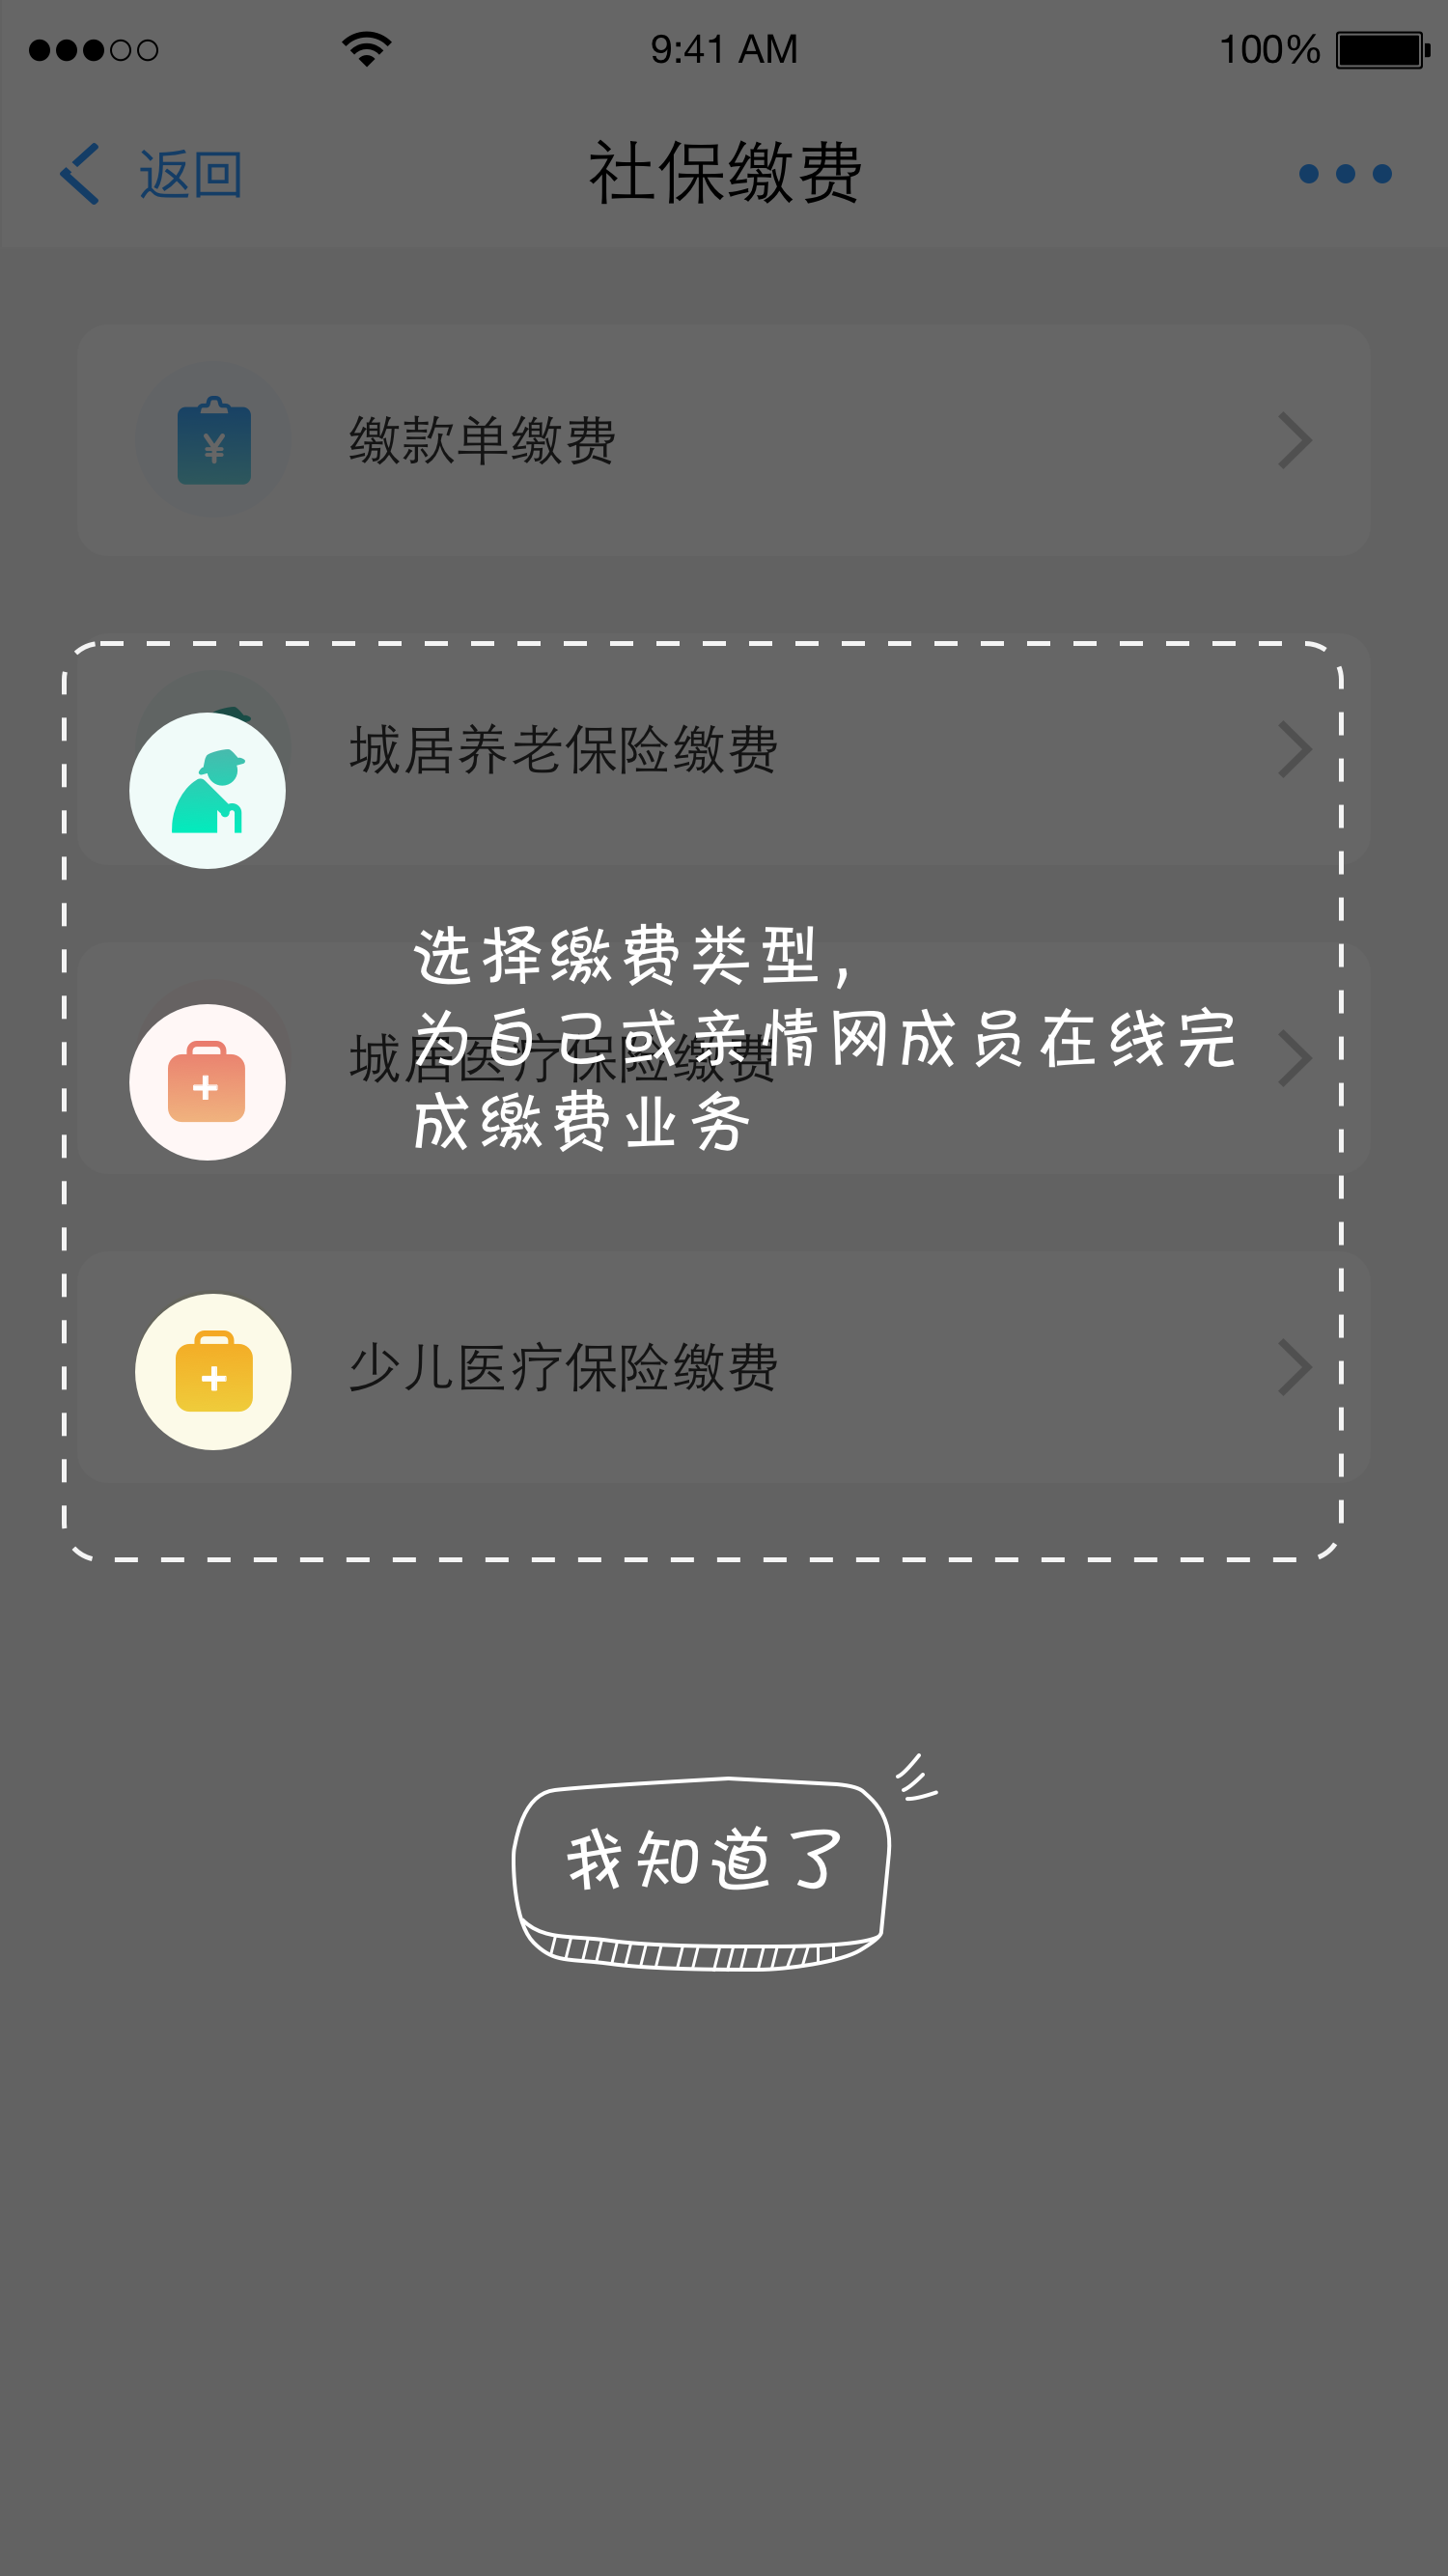 9:41 AM
100%
返回
社保缴费
¥
缴款单缴费
城居养老保险缴费
选择缴费类型,
为自己或亲情网成员在线完
成缴费业务
城居医疗保险缴费
少儿医疗保险缴费
我知道了